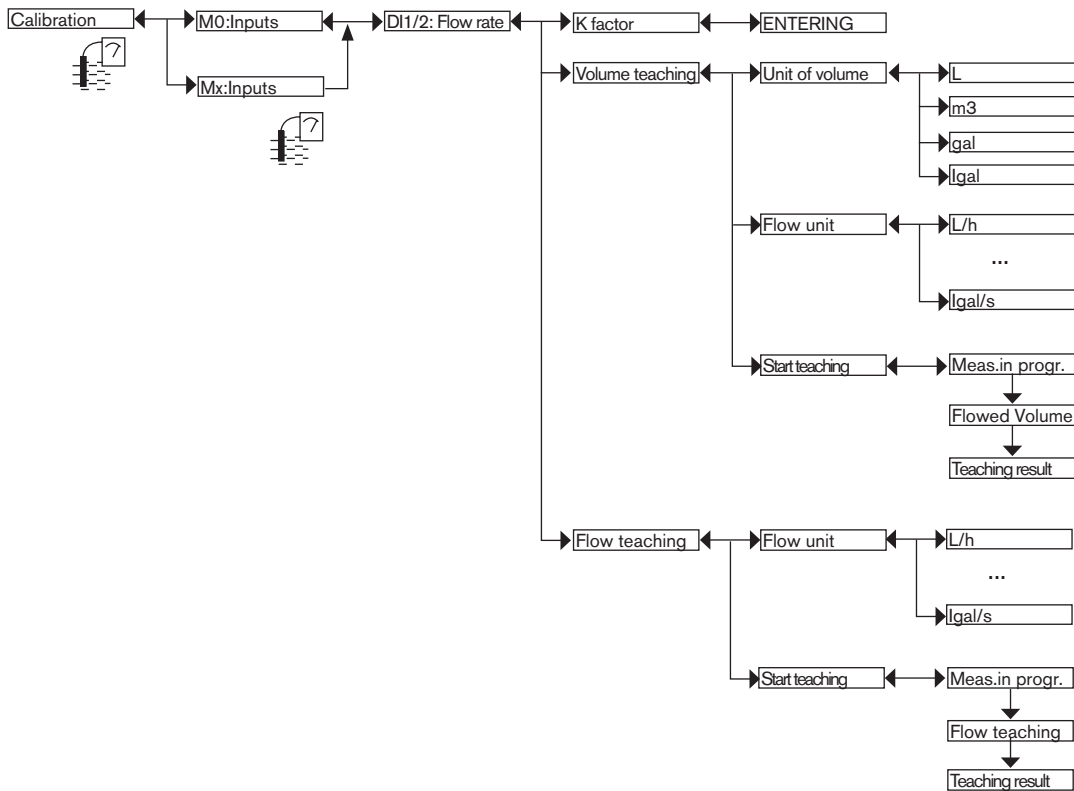 Calibration
M0:Inputs
DI1/2: Flow rate
K factor
ENTERING
Mx:Inputs
Volume teaching
Unit of volume
L
m3
gal
Igal
Flow unit
L/h
...
Igal/s
Start teaching
Meas.in progr.
Flowed Volume
Teaching result
Flow teaching
Flow unit
L/h
...
Igal/s
Start teaching
Meas.in progr.
Flow teaching
Teaching result